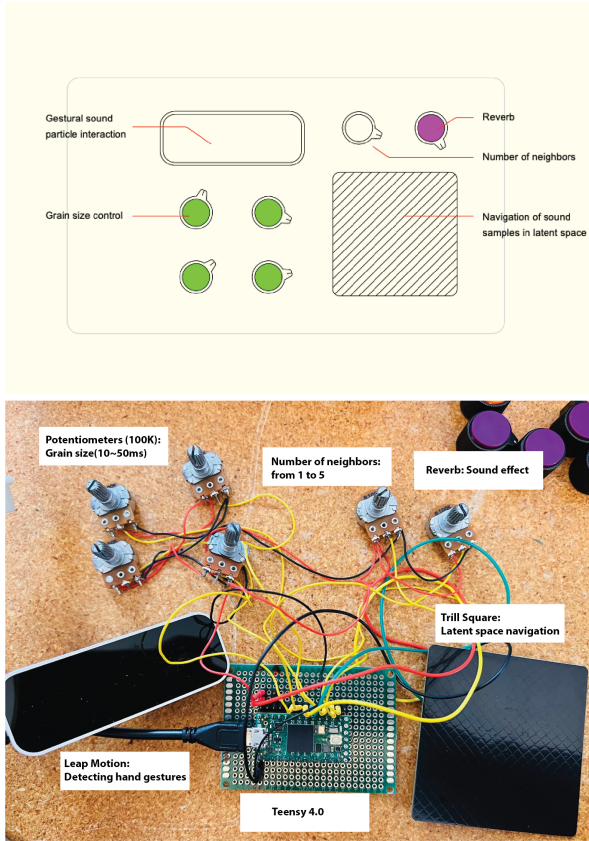 Gestural sound
particle interaction
Reverb
Number of neighbors
Grain size control
Navigation of sound
samples in latent space
Potentiometers (100K):
Grain size(10~50ms)
Number of neighbors:
from 1 to 5
Reverb: Sound effect
Trill Square:
Latent space navigation
Leap Motion:
Detecting hand gestures
Teensy 4.0